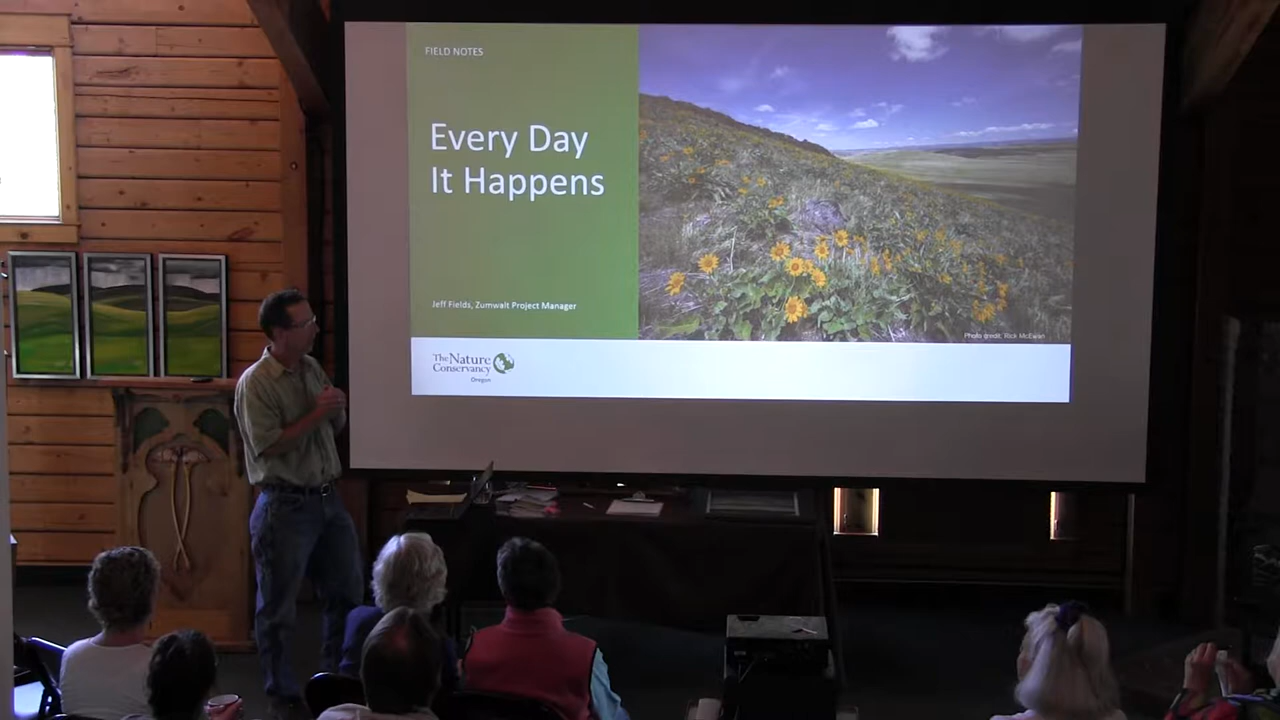 FIELD NOTES
Every Day
It Happens
Jeff Fields, Zumwalt Project Manager
Photo credit: Rick McEwan
The Nature
Conservancy
Oregon